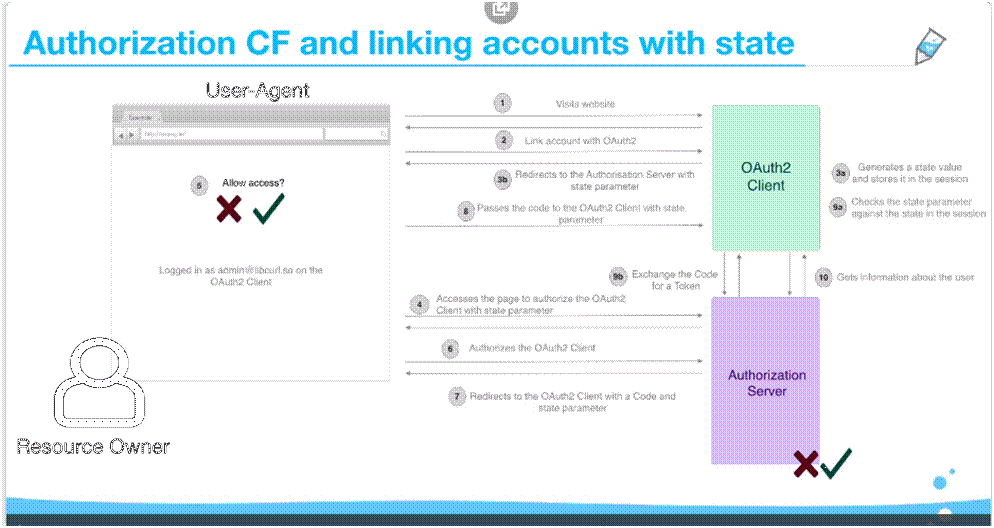 Authorization CF and linking accounts with state
User-Agent
1 Visits website
2 Link account with OAuth2
3b Redirects to the Authorisation Server with
state parameter
8 Passes the code to the OAuth2 Client with state
parameter
5 Allow access?
Logged in as admin@libcurl.so on the
OAuth2 Client
OAuth2
Client
3a Generates a state value
and stores it in the session
9a Checks the state parameter
against the state in the session
9b Exchange the Code
for a Token
10 Gets information about the user
4 Accesses the page to authorize the OAuth2
Client with state parameter
6 Authorizes the OAuth2 Client
7 Redirects to the OAuth2 Client with a Code and
state parameter
Authorization
Server
Resource Owner